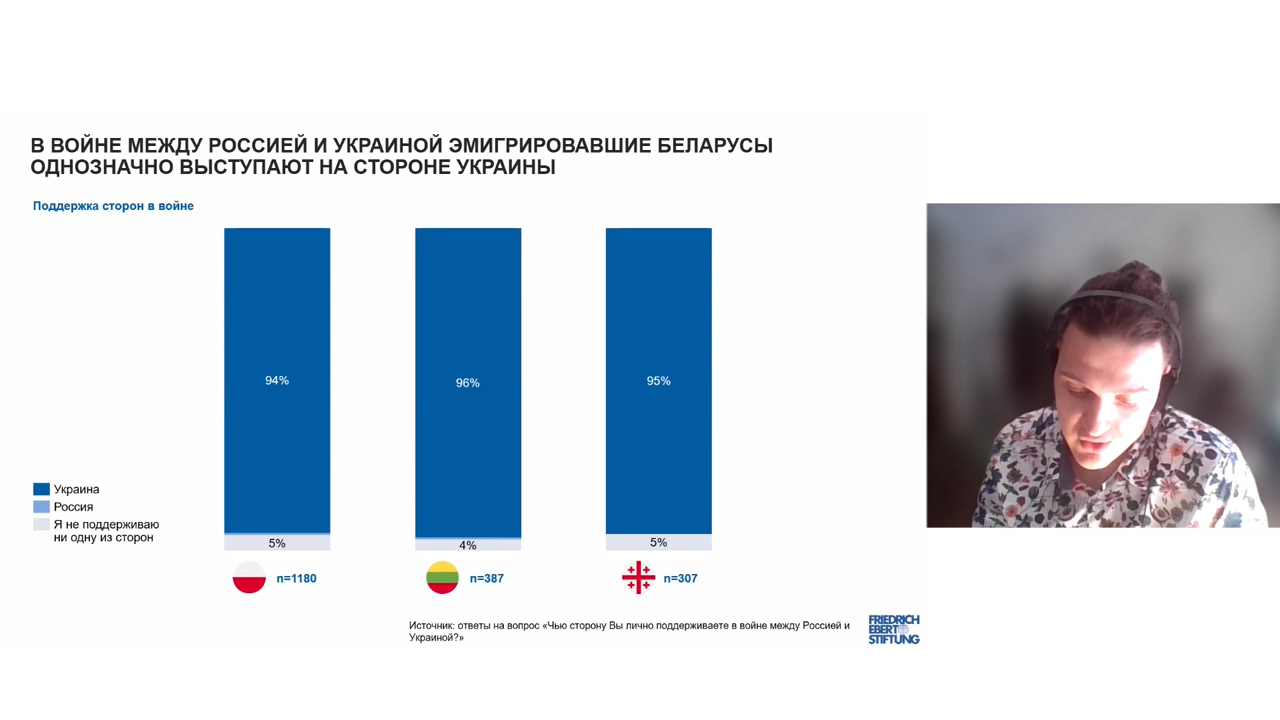 В ВОЙНЕ МЕЖДУ РОССИЕЙ И УКРАИНОЙ ЭМИГРИРОВАВШИЕ БЕЛАРУСЫ
ОДНОЗНАЧНО ВЫСТУПАЮТ НА СТОРОНЕ УКРАИНЫ
Поддержка сторон в войне
94%
96%
95%
Украина
Россия
Я не поддерживаю
ни одну из сторон
5%
4%
5%
n=1180
n=387
n=307
Источник: ответы на вопрос «Чью сторону Вы лично поддерживаете в войне между Россией и
Украиной?»
FRIEDRICH
EBERT
STIFTUNG